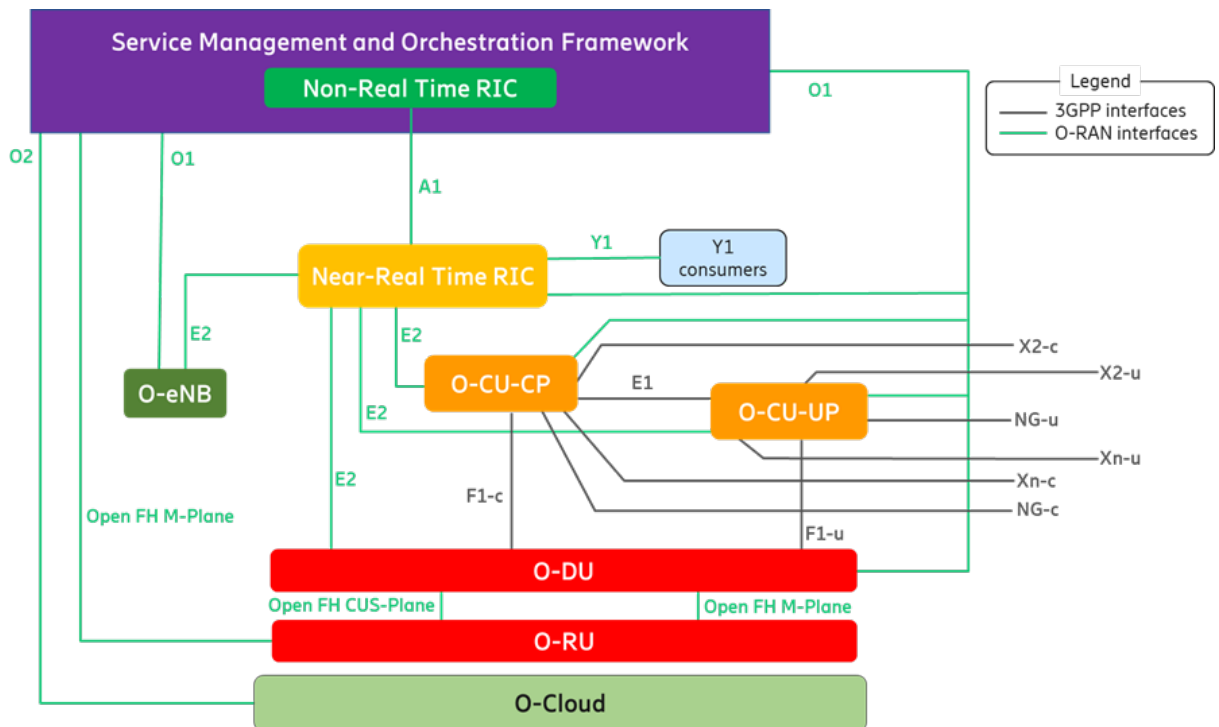 Service Management and Orchestration Framework
Non-Real Time RIC
O1
Legend
3GPP interfaces
O-RAN interfaces
O2
O1
A1
Y1
Y1
consumers
Near-Real Time RIC
E2
E2
X2-c
O-CU-CP
E1
X2-u
O-eNB
O-CU-UP
E2
NG-u
Xn-u
E2
Xn-c
F1-c
NG-c
Open FH M-Plane
F1-u
O-DU
Open FH CUS-Plane
Open FH M-Plane
O-RU
O-Cloud